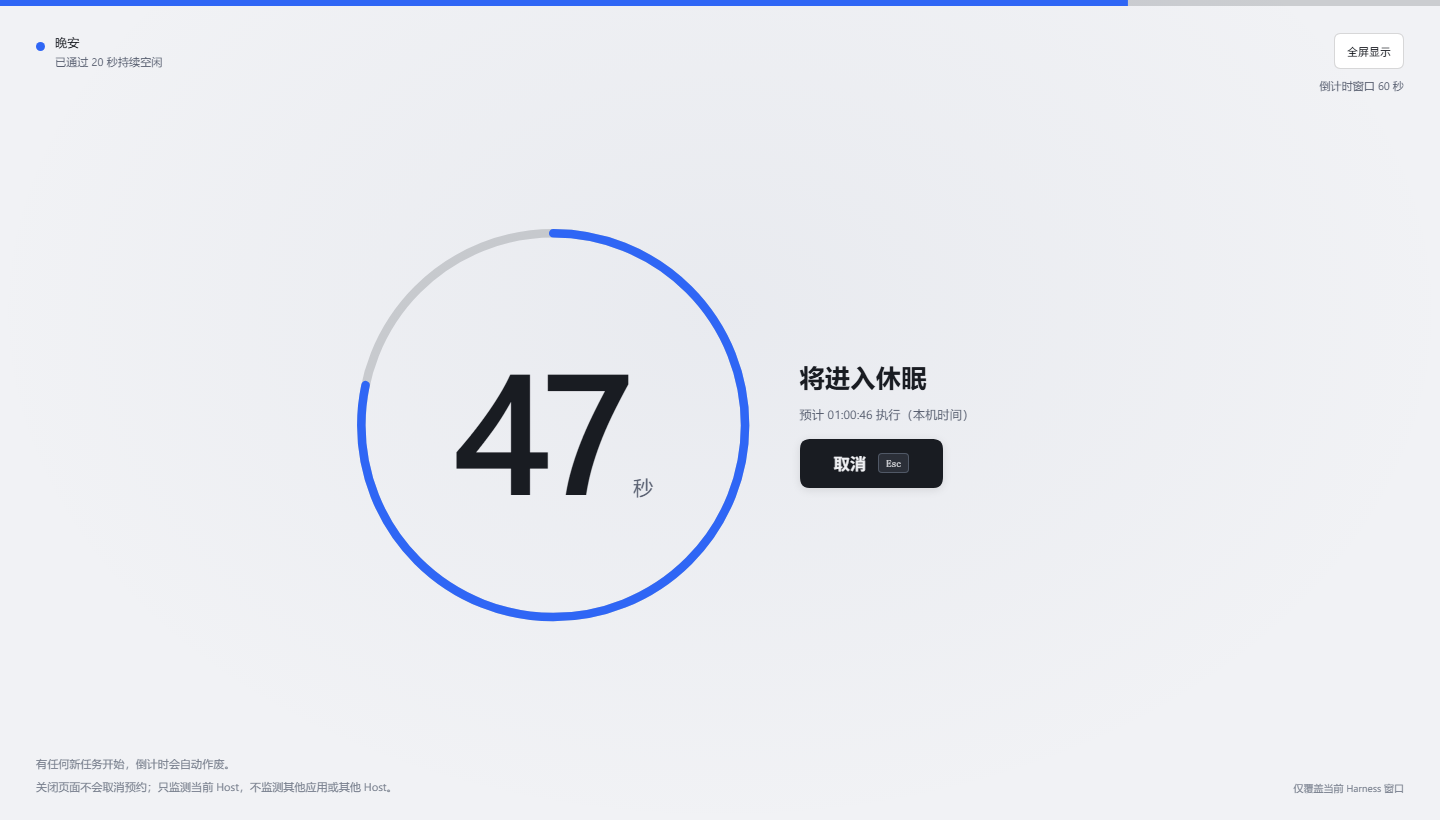 晚安
已通过 20 秒持续空闲
全屏显示
倒计时窗口 60 秒
47 秒
将进入休眠
预计 01:00:46 执行（本机时间）
取消 Esc
有任何新任务开始，倒计时会自动作废。
关闭页面不会取消预约；只监测当前 Host，不监测其他应用或其他 Host。
仅覆盖当前 Harness 窗口